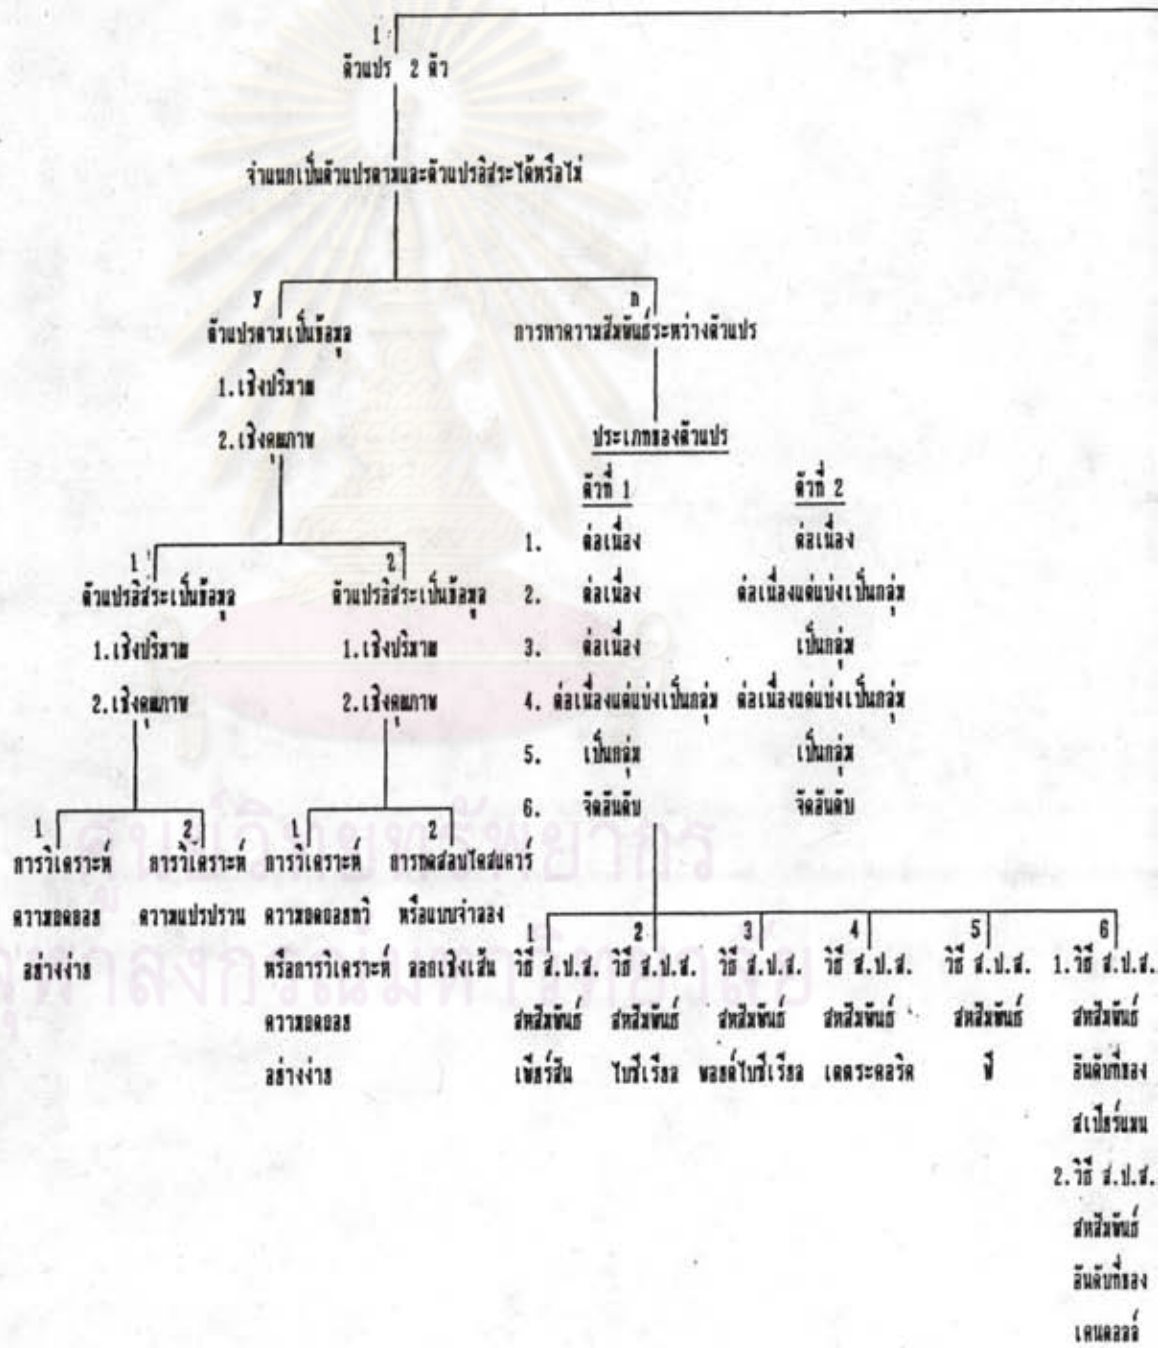 1
ตัวแปร 2 ตัว
จำแนกเป็นตัวแปรตามและตัวแปรอิสระได้หรือไม่
y
ตัวแปรตามเป็นข้อมูล
1.เชิงปริมาณ
2.เชิงคุณภาพ
n
การหาความสัมพันธ์ระหว่างตัวแปร
ประเภทของตัวแปร
ตัวที่ 1 ตัวที่ 2
1. ต่อเนื่อง ต่อเนื่อง
2. ต่อเนื่อง ต่อเนื่องแต่แบ่งเป็นกลุ่ม
3. ต่อเนื่อง เป็นกลุ่ม
4. ต่อเนื่องแต่แบ่งเป็นกลุ่ม ต่อเนื่องแต่แบ่งเป็นกลุ่ม
5. เป็นกลุ่ม เป็นกลุ่ม
6. จัดอันดับ จัดอันดับ
1
ตัวแปรอิสระเป็นข้อมูล
1.เชิงปริมาณ
2.เชิงคุณภาพ
2
ตัวแปรอิสระเป็นข้อมูล
1.เชิงปริมาณ
2.เชิงคุณภาพ
1
การวิเคราะห์
ความถดถอย
อย่างง่าย
2
การวิเคราะห์
ความแปรปรวน
1
การวิเคราะห์
ความถดถอยทวิ
หรือการวิเคราะห์
ความถดถอย
อย่างง่าย
2
การทดสอบไคสแควร์
หรือแบบจำลอง
ลอกเชิงเส้น
1
วิธี ส.ป.ส.
สหสัมพันธ์
เพียร์สัน
2
วิธี ส.ป.ส.
สหสัมพันธ์
ไบซีเรียล
3
วิธี ส.ป.ส.
สหสัมพันธ์
พอยต์ไบซีเรียล
4
วิธี ส.ป.ส.
สหสัมพันธ์
เตตระคอริค
5
วิธี ส.ป.ส.
สหสัมพันธ์
ฟี
6
1.วิธี ส.ป.ส.
สหสัมพันธ์
อันดับที่ของ
สเปียร์แมน
2.วิธี ส.ป.ส.
สหสัมพันธ์
อันดับที่ของ
เคนดอลล์
ศูนย์วิทยทรัพยากร
จุฬาลงกรณ์มหาวิทยาลัย